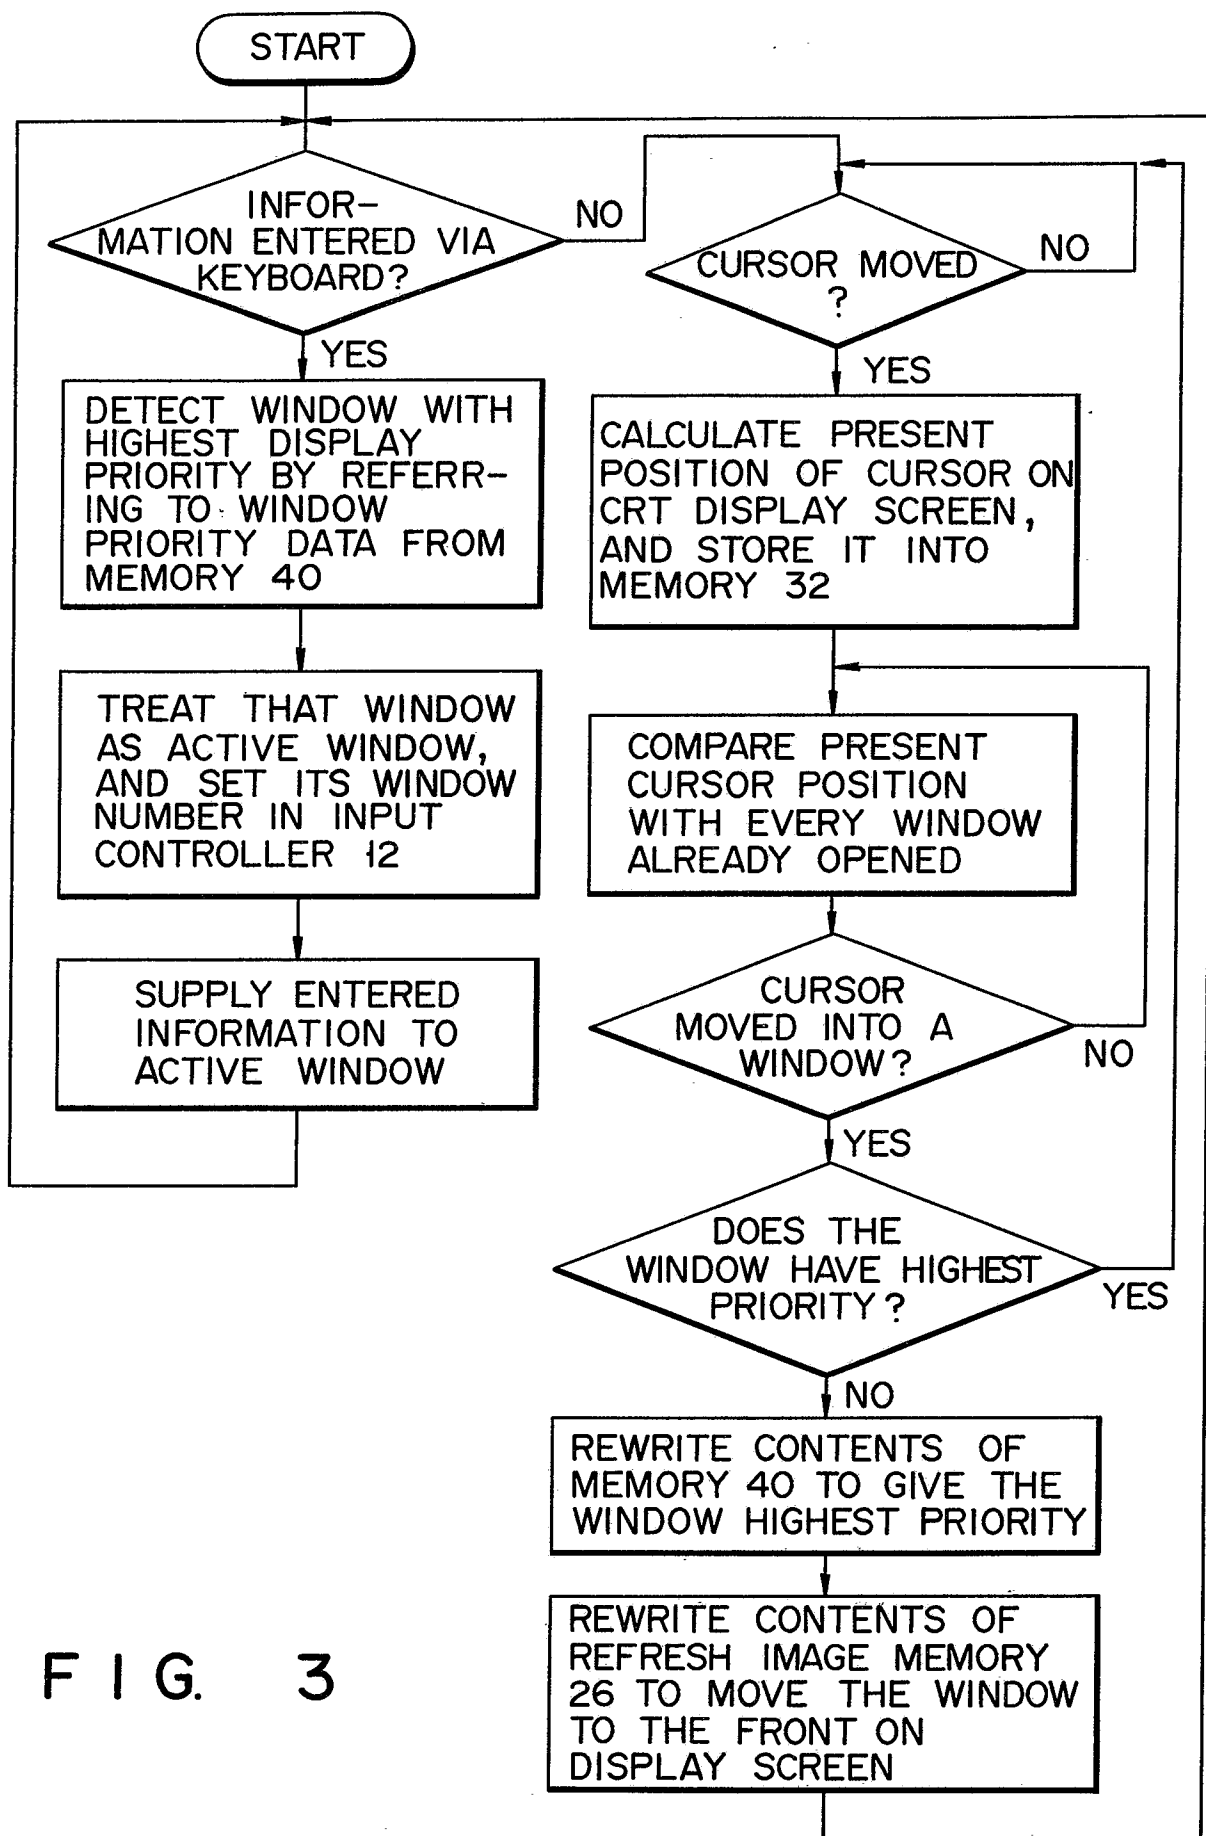 START
INFOR-
MATION ENTERED VIA
KEYBOARD?
NO
YES
DETECT WINDOW WITH
HIGHEST DISPLAY
PRIORITY BY REFERR-
ING TO WINDOW
PRIORITY DATA FROM
MEMORY 40
TREAT THAT WINDOW
AS ACTIVE WINDOW,
AND SET ITS WINDOW
NUMBER IN INPUT
CONTROLLER 12
SUPPLY ENTERED
INFORMATION TO
ACTIVE WINDOW
CURSOR MOVED
?
NO
YES
CALCULATE PRESENT
POSITION OF CURSOR ON
CRT DISPLAY SCREEN,
AND STORE IT INTO
MEMORY 32
COMPARE PRESENT
CURSOR POSITION
WITH EVERY WINDOW
ALREADY OPENED
CURSOR
MOVED INTO A
WINDOW?
NO
YES
DOES THE
WINDOW HAVE HIGHEST
PRIORITY?
YES
NO
REWRITE CONTENTS OF
MEMORY 40 TO GIVE THE
WINDOW HIGHEST PRIORITY
REWRITE CONTENTS OF
REFRESH IMAGE MEMORY
26 TO MOVE THE WINDOW
TO THE FRONT ON
DISPLAY SCREEN
FIG. 3